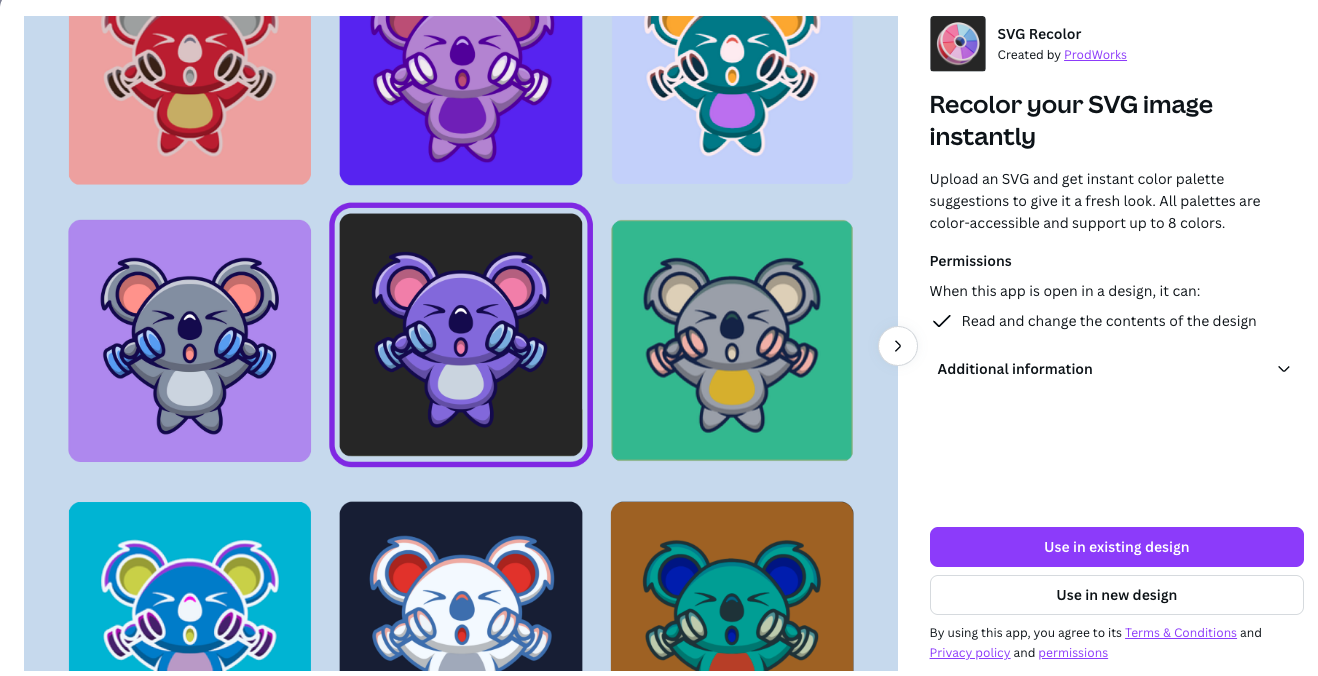 SVG Recolor
Created by ProdWorks
Recolor your SVG image
instantly
Upload an SVG and get instant color palette
suggestions to give it a fresh look. All palettes are
color-accessible and support up to 8 colors.
Permissions
When this app is open in a design, it can:
Read and change the contents of the design
Additional information
Use in existing design
Use in new design
By using this app, you agree to its Terms & Conditions and
Privacy policy and permissions